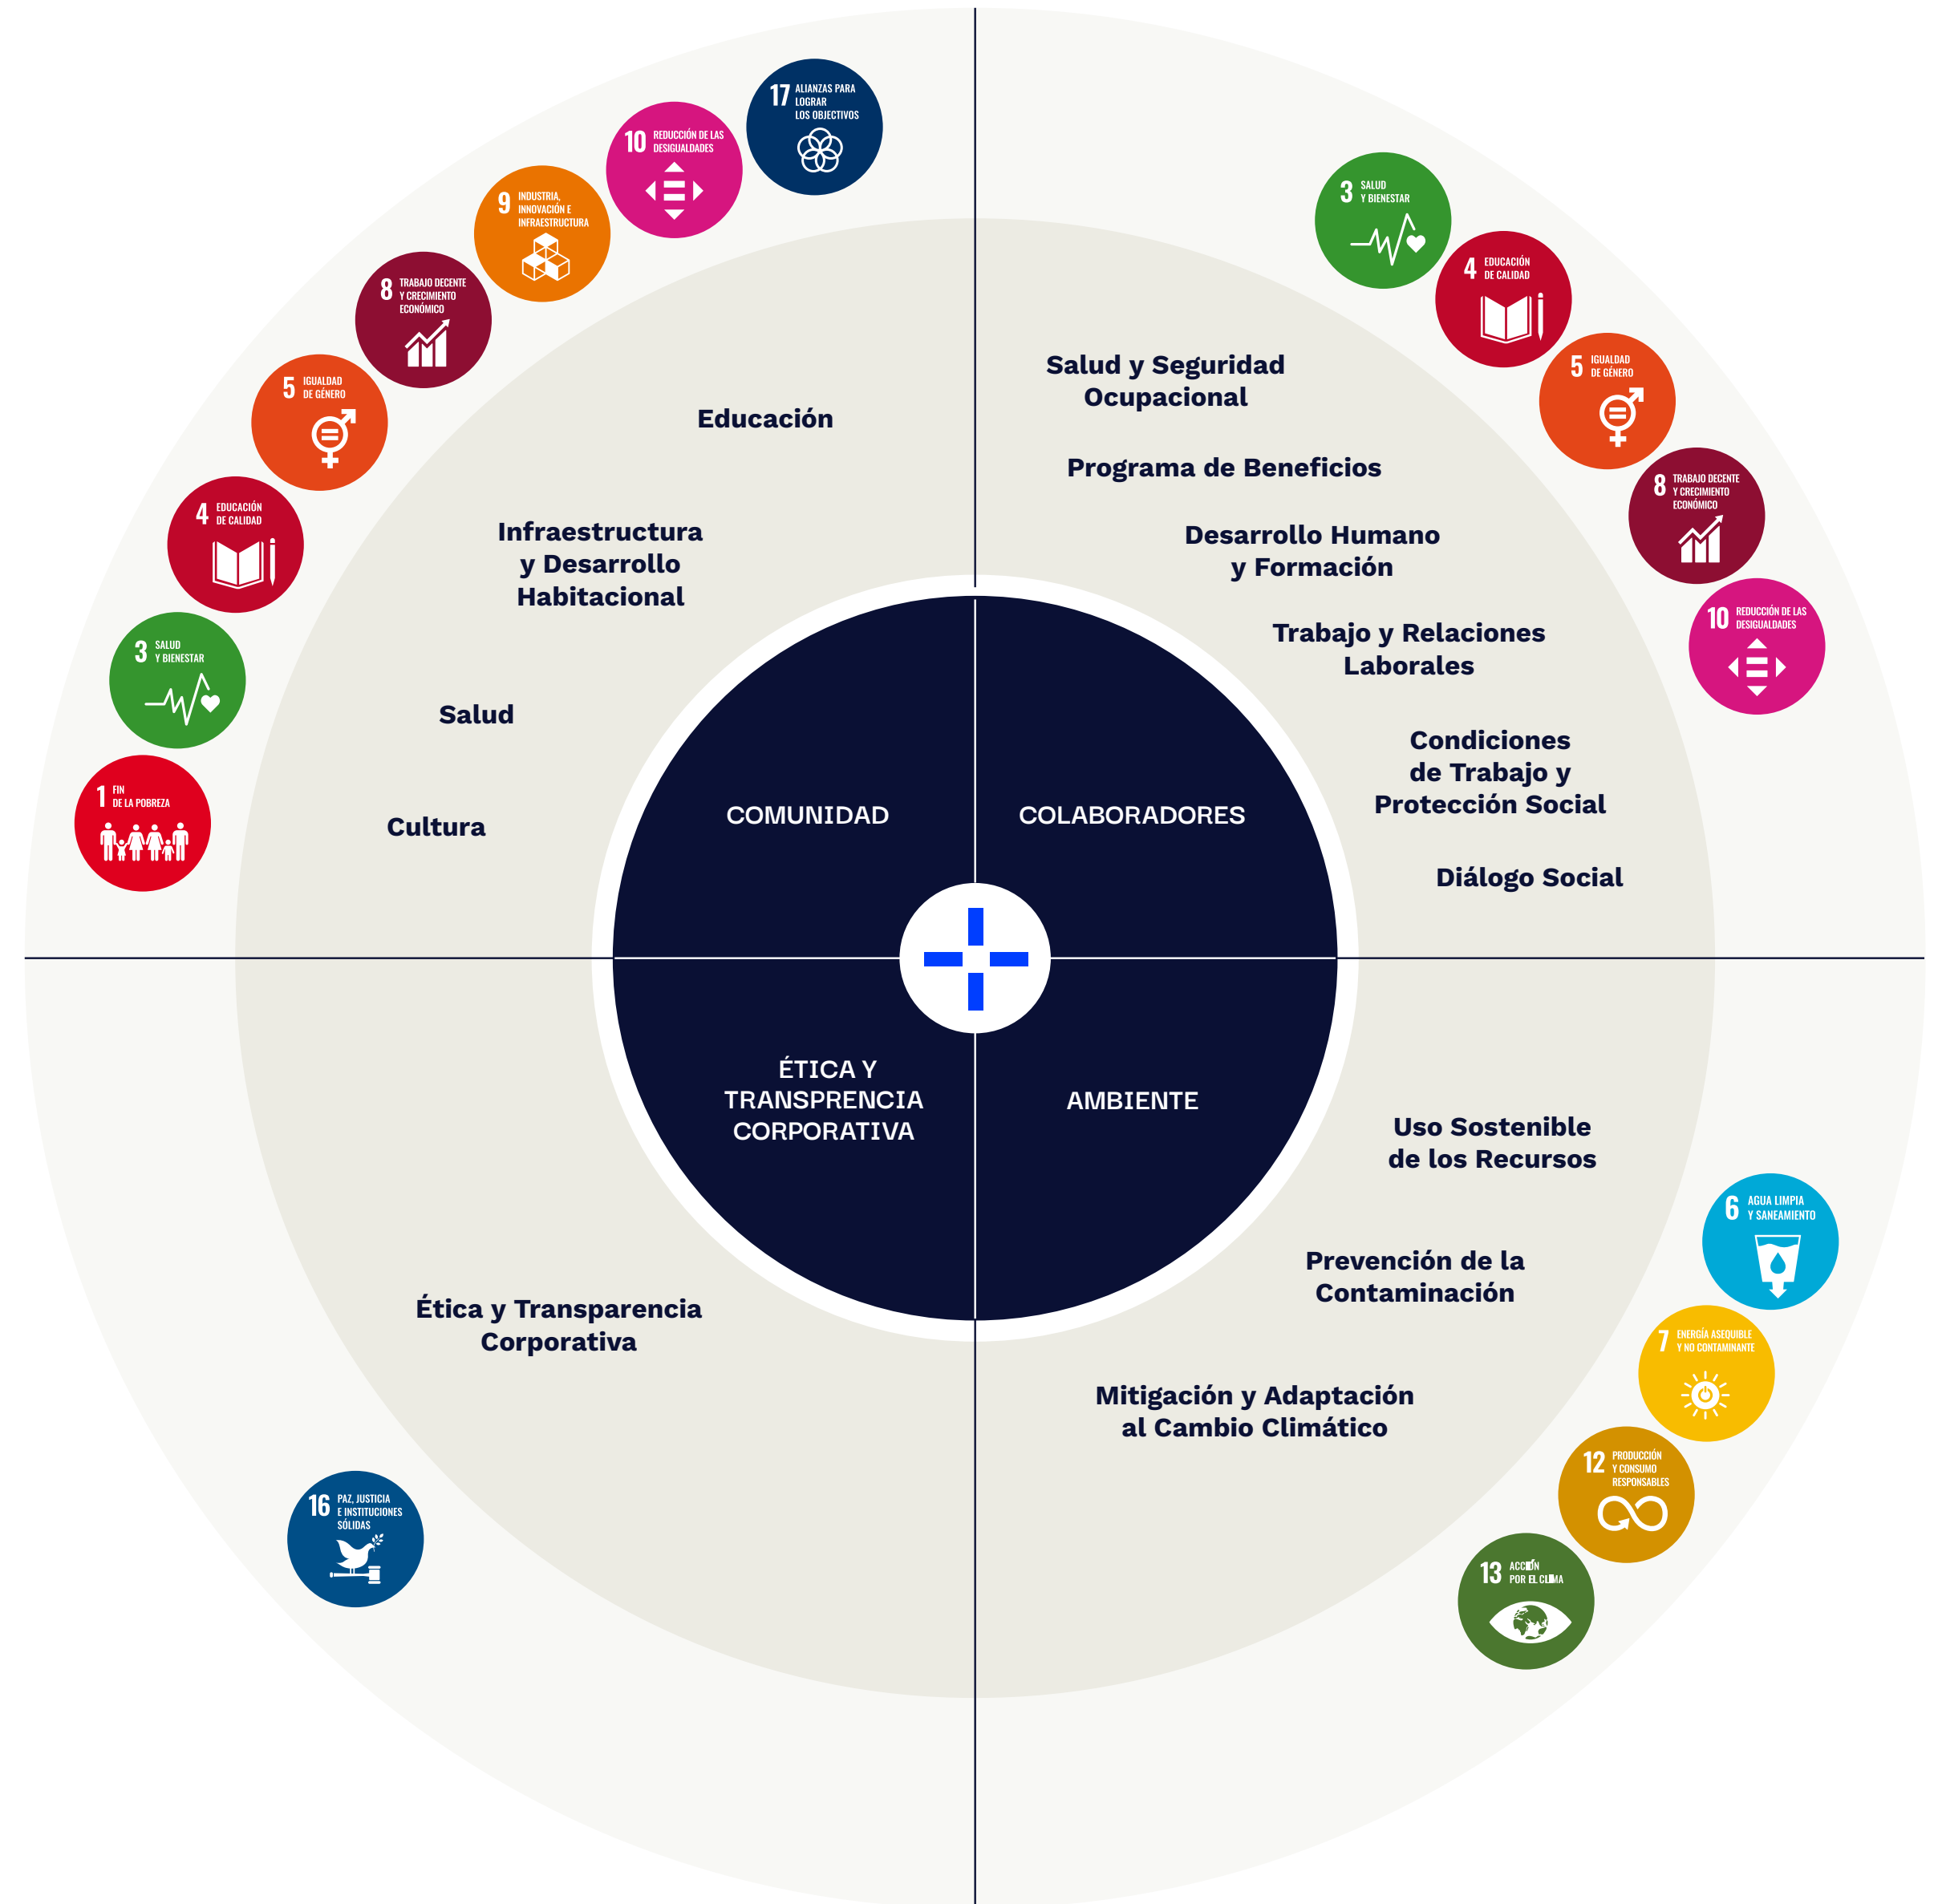 17 ALIANZAS PARA
LOGRAR
LOS OBJECTIVOS
10 REDUCCIÓN DE LAS
DESIGUALDADES
9 INDUSTRIA,
INNOVACIÓN E
INFRAESTRUCTURA
8 TRABAJO DECENTE
Y CRECIMIENTO
ECONÓMICO
5 IGUALDAD
DE GÉNERO
4 EDUCACIÓN
DE CALIDAD
3 SALUD
Y BIENESTAR
1 FIN
DE LA POBREZA
Educación
Infraestructura
y Desarrollo
Habitacional
Salud
Cultura
COMUNIDAD
3 SALUD
Y BIENESTAR
4 EDUCACIÓN
DE CALIDAD
5 IGUALDAD
DE GÉNERO
8 TRABAJO DECENTE
Y CRECIMIENTO
ECONÓMICO
10 REDUCCIÓN DE LAS
DESIGUALDADES
Salud y Seguridad
Ocupacional
Programa de Beneficios
Desarrollo Humano
y Formación
Trabajo y Relaciones
Laborales
Condiciones
de Trabajo y
Protección Social
Diálogo Social
COLABORADORES
ÉTICA Y
TRANSPRENCIA
CORPORATIVA
Ética y Transparencia
Corporativa
16 PAZ, JUSTICIA
E INSTITUCIONES
SÓLIDAS
AMBIENTE
Uso Sostenible
de los Recursos
Prevención de la
Contaminación
Mitigación y Adaptación
al Cambio Climático
6 AGUA LIMPIA
Y SANEAMIENTO
7 ENERGÍA ASEQUIBLE
Y NO CONTAMINANTE
12 PRODUCCIÓN
Y CONSUMO
RESPONSABLES
13 ACCIÓN
POR EL CLIMA